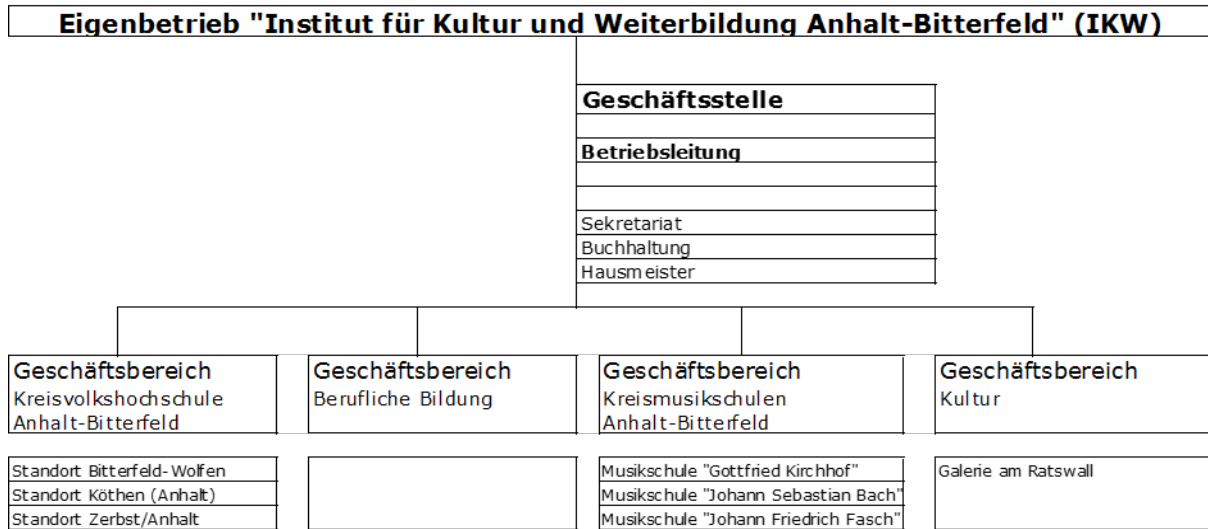 Eigenbetrieb "Institut für Kultur und Weiterbildung Anhalt-Bitterfeld" (IKW)
Geschäftsstelle
Betriebsleitung
Sekretariat
Buchhaltung
Hausmeister
Geschäftsbereich
Kreisvolkshochschule
Anhalt-Bitterfeld
Geschäftsbereich
Berufliche Bildung
Geschäftsbereich
Kreismusikschulen
Anhalt-Bitterfeld
Geschäftsbereich
Kultur
Standort Bitterfeld-Wolfen
Standort Köthen (Anhalt)
Standort Zerbst/Anhalt
Musikschule "Gottfried Kirchhof"
Musikschule "Johann Sebastian Bach"
Musikschule "Johann Friedrich Fasch"
Galerie am Ratswall